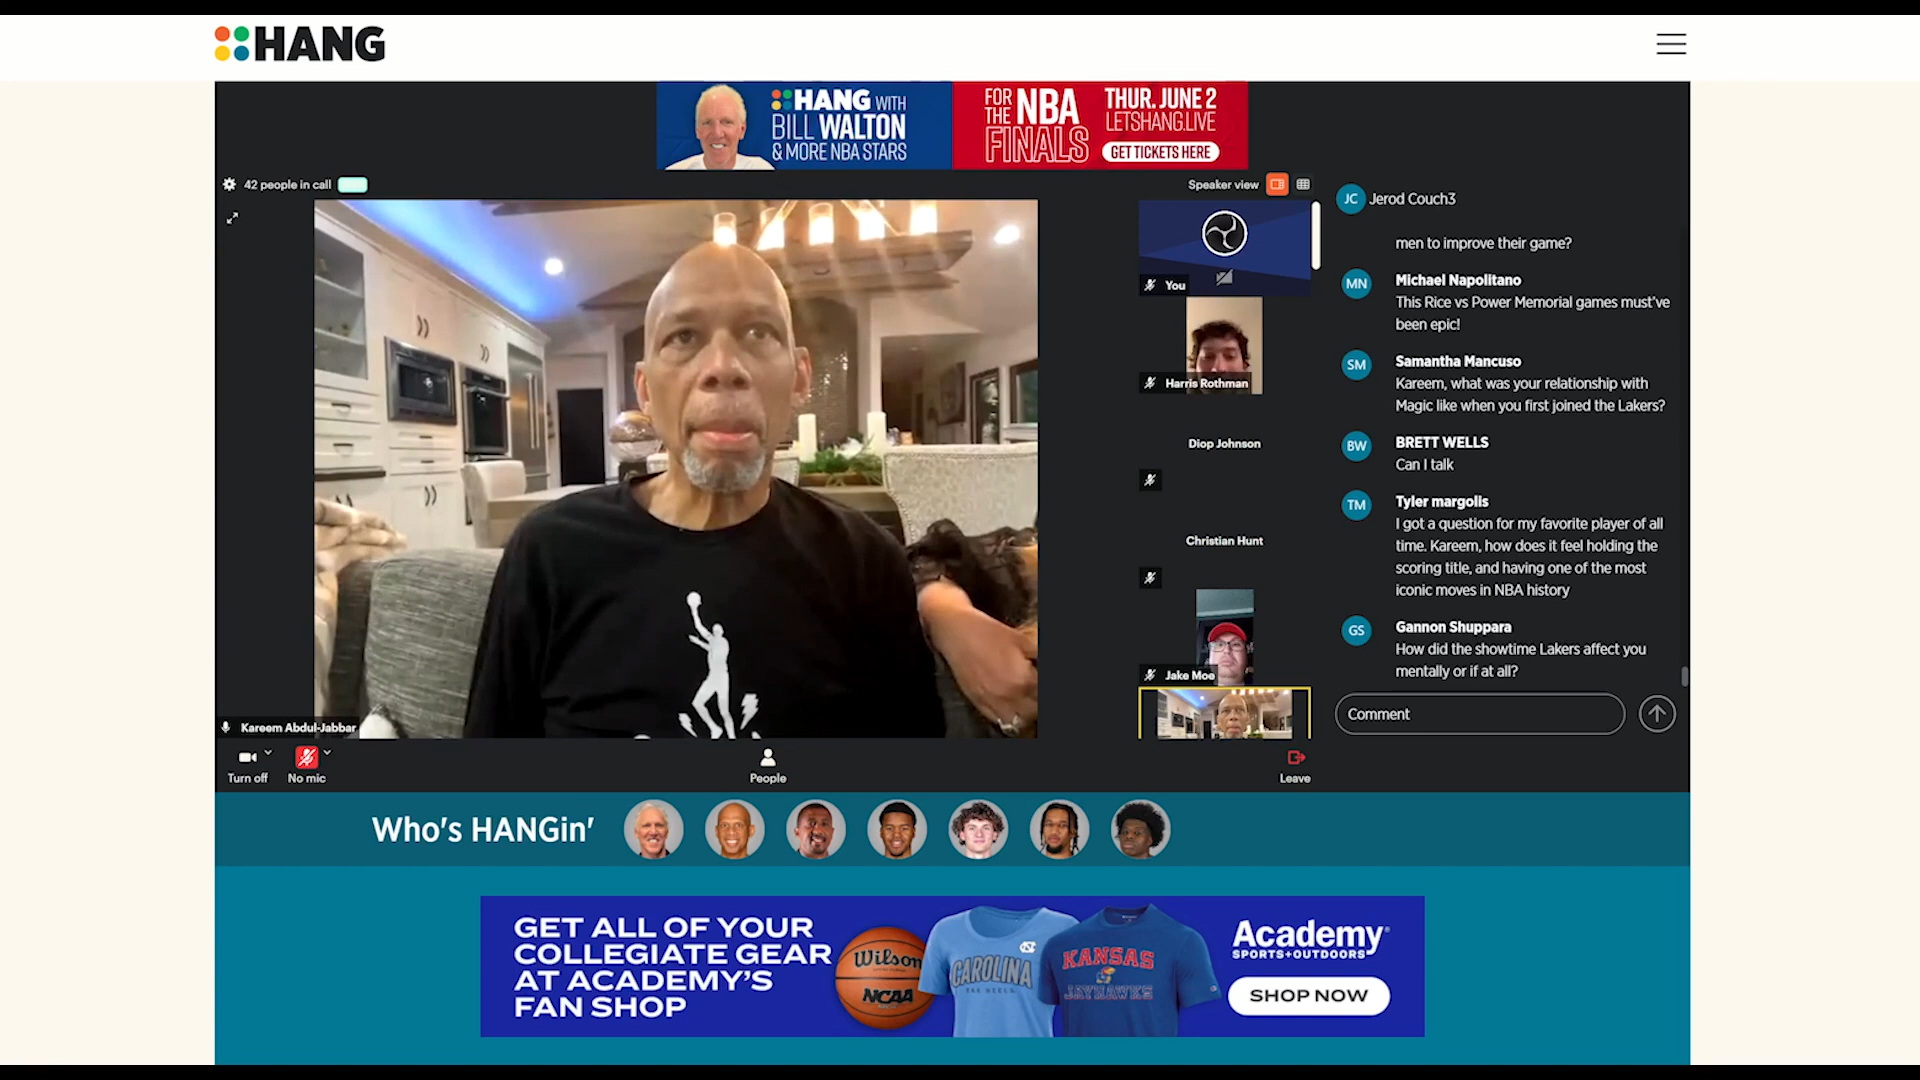 HANG
HANG WITH
BILL WALTON
& MORE NBA STARS
FOR THE NBA FINALS
THUR. JUNE 2
LETSHANG.LIVE
GET TICKETS HERE
42 people in call
Speaker view
Kareem Abdul-Jabbar
You
Harris Rothman
Diop Johnson
Christian Hunt
Jake Moe
JC Jerod Couch3
men to improve their game?
MN Michael Napolitano
This Rice vs Power Memorial games must've
been epic!
SM Samantha Mancuso
Kareem, what was your relationship with
Magic like when you first joined the Lakers?
BW BRETT WELLS
Can I talk
TM Tyler margolis
I got a question for my favorite player of all
time. Kareem, how does it feel holding the
scoring title, and having one of the most
iconic moves in NBA history
GS Gannon Shuppara
How did the showtime Lakers affect you
mentally or if at all?
Comment
Turn off
No mic
People
Leave
Who's HANGin'
GET ALL OF YOUR
COLLEGIATE GEAR
AT ACADEMY'S
FAN SHOP
Wilson
NCAA
CAROLINA
TAR HEELS
KANSAS
JAYHAWKS
Academy
SPORTS+OUTDOORS
SHOP NOW